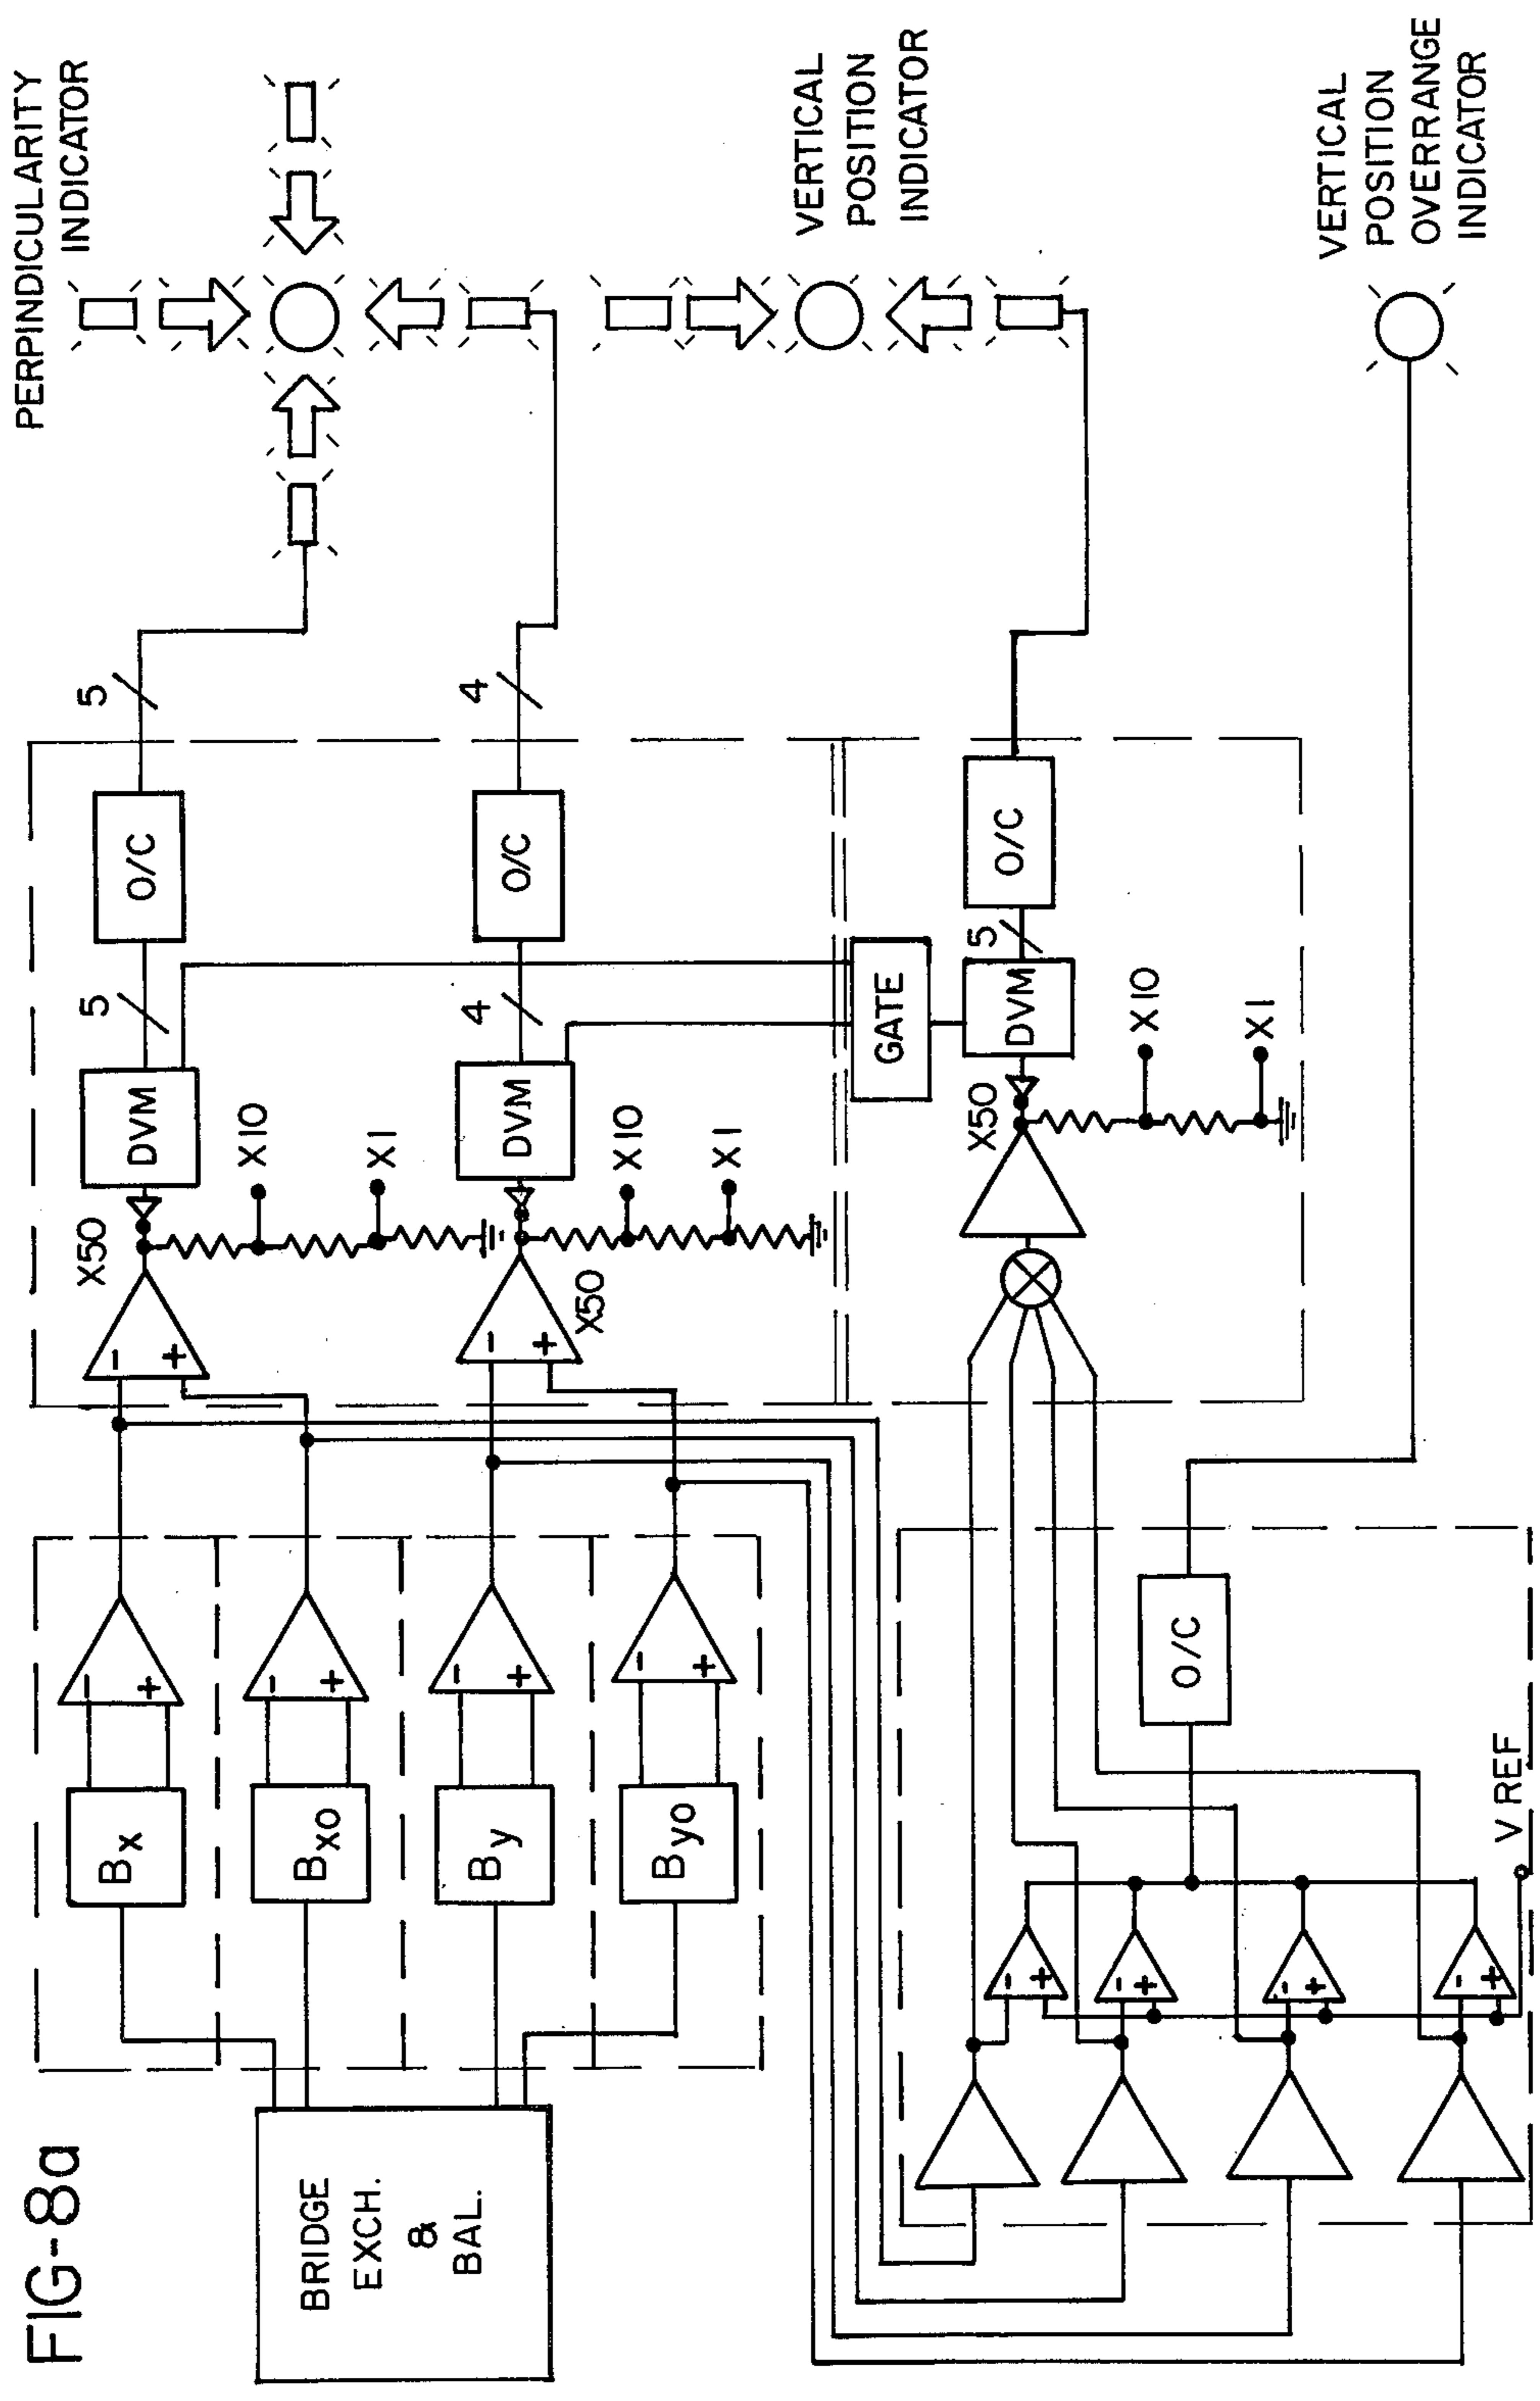 FIG-8a
PERPINDICULARITY
INDICATOR
BRIDGE
EXCH.
&
BAL.
Bx
-
+
Bxo
-
+
By
-
+
Byo
-
+
-
+
X50
X10
X1
DVM
5
O/C
5
-
+
X50
X10
X1
DVM
4
O/C
4
GATE
X50
X10
X1
DVM
5
O/C
VERTICAL
POSITION
INDICATOR
-
+
-
+
-
+
-
+
V REF
O/C
VERTICAL
POSITION
OVERRANGE
INDICATOR